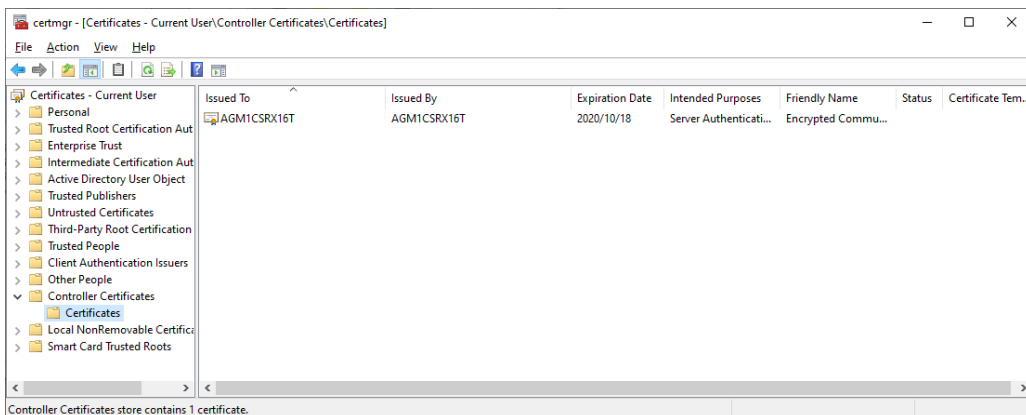 certmgr - [Certificates - Current User\Controller Certificates\Certificates]
File Action View Help
Certificates - Current User
Personal
Trusted Root Certification Aut
Enterprise Trust
Intermediate Certification Aut
Active Directory User Object
Trusted Publishers
Untrusted Certificates
Third-Party Root Certification
Trusted People
Client Authentication Issuers
Other People
Controller Certificates
Certificates
Local NonRemovable Certifica
Smart Card Trusted Roots
Issued To Issued By Expiration Date Intended Purposes Friendly Name Status Certificate Tem..
AGM1CSRX16T AGM1CSRX16T 2020/10/18 Server Authenticati... Encrypted Commu...
Controller Certificates store contains 1 certificate.